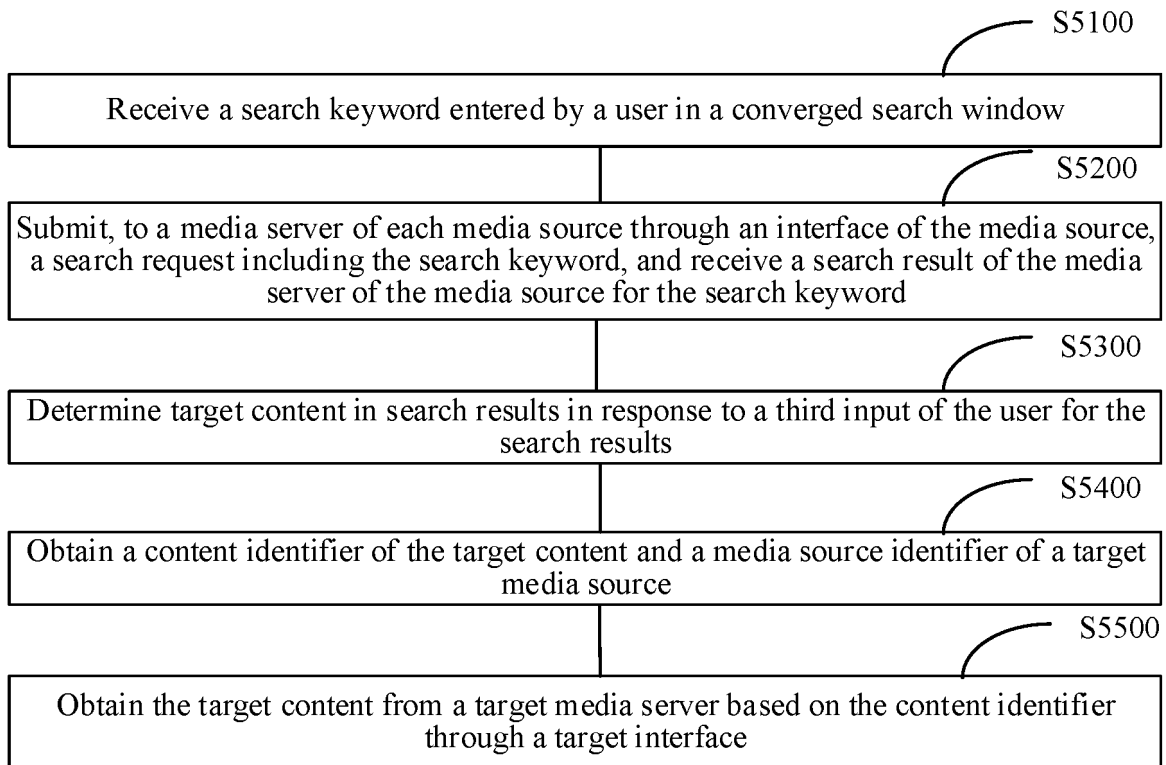 S5100
Receive a search keyword entered by a user in a converged search window
S5200
Submit, to a media server of each media source through an interface of the media source,
a search request including the search keyword, and receive a search result of the media
server of the media source for the search keyword
S5300
Determine target content in search results in response to a third input of the user for the
search results
S5400
Obtain a content identifier of the target content and a media source identifier of a target
media source
S5500
Obtain the target content from a target media server based on the content identifier
through a target interface